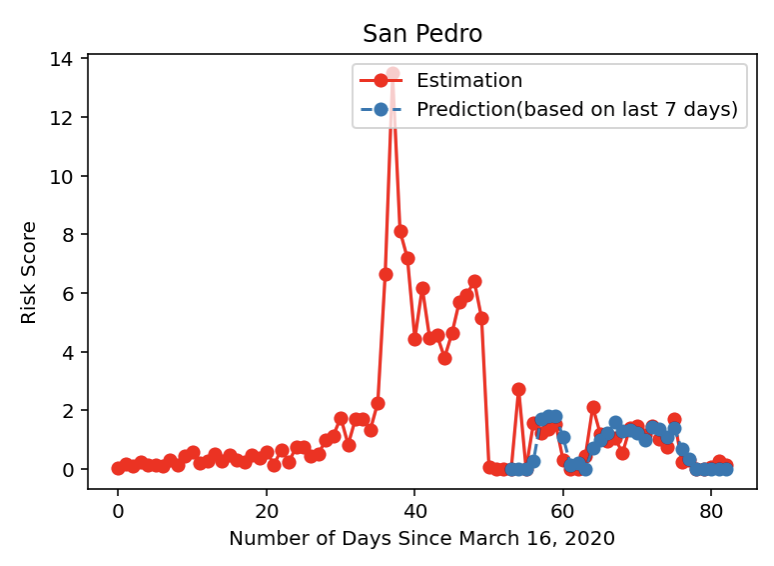 San Pedro
14
12
10
8
6
4
2
0
Risk Score
Estimation
Prediction(based on last 7 days)
0 20 40 60 80
Number of Days Since March 16, 2020